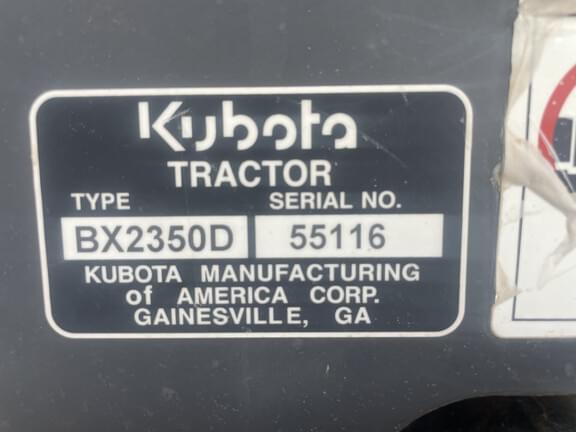 Kubota
TRACTOR
TYPE SERIAL NO.
BX2350D 55116
KUBOTA MANUFACTURING
of AMERICA CORP.
GAINESVILLE, GA